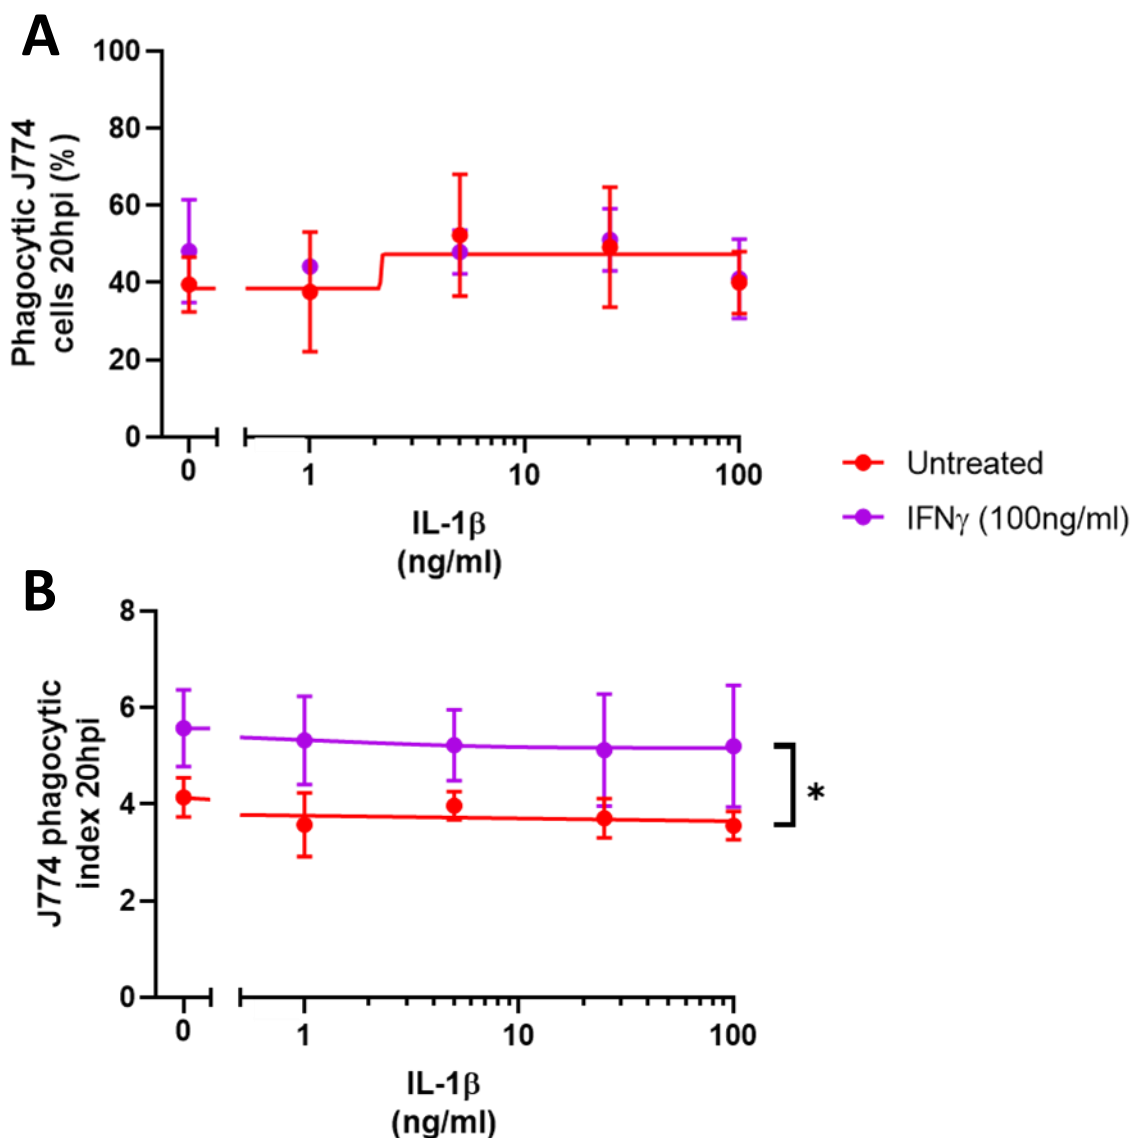 A
100
80
60
40
20
0
Phagocytic J774
cells 20hpi (%)
0 1 10 100
IL-1β
(ng/ml)
Untreated
IFNγ (100ng/ml)
B
8
6
4
2
0
J774 phagocytic
index 20hpi
*
0 1 10 100
IL-1β
(ng/ml)